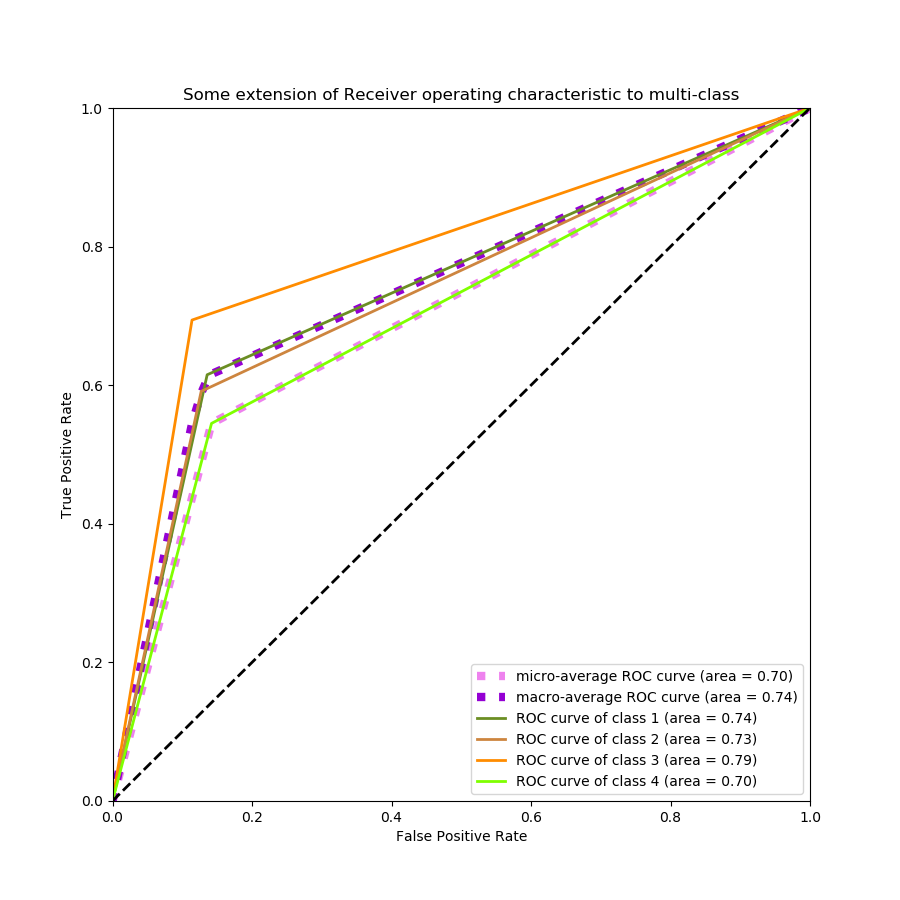 Some extension of Receiver operating characteristic to multi-class
1.0
0.8
0.6
0.4
0.2
0.0
True Positive Rate
micro-average ROC curve (area = 0.70)
macro-average ROC curve (area = 0.74)
ROC curve of class 1 (area = 0.74)
ROC curve of class 2 (area = 0.73)
ROC curve of class 3 (area = 0.79)
ROC curve of class 4 (area = 0.70)
0.0 0.2 0.4 0.6 0.8 1.0
False Positive Rate